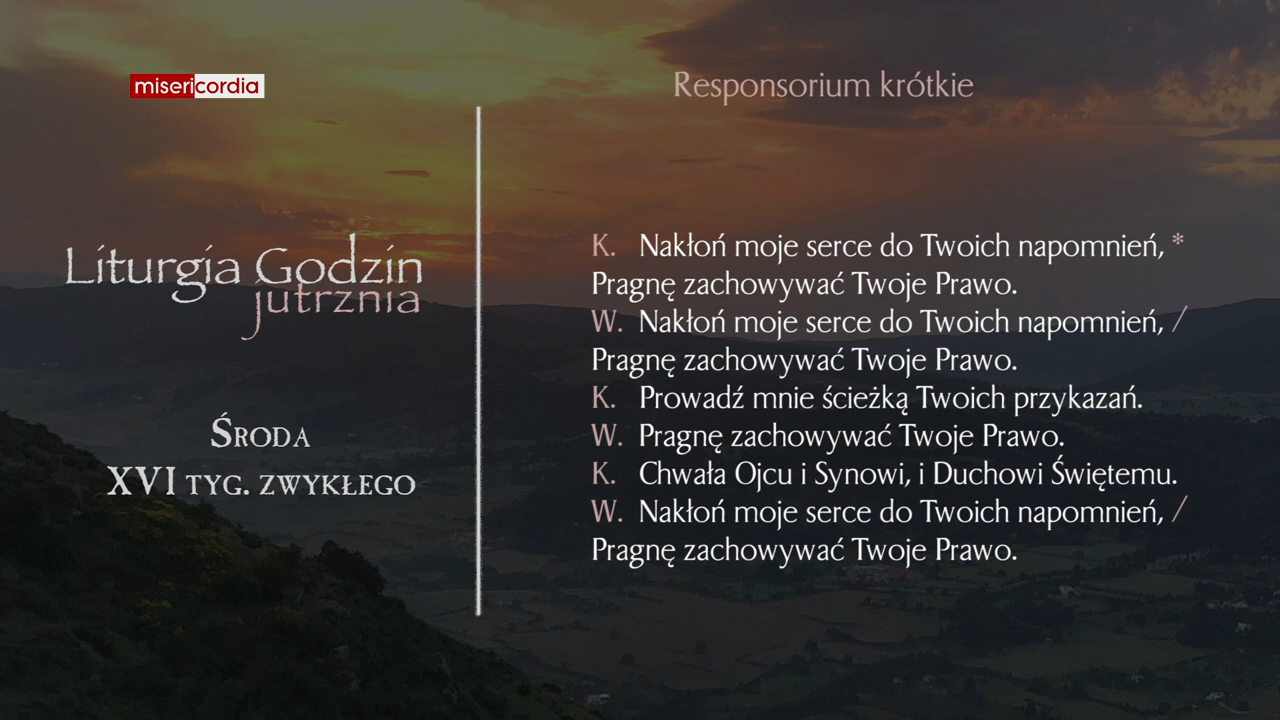 misericordia
Liturgia Godzin
jutrznia
Środa
XVI tyg. zwykłego
Responsorium krótkie
K. Nakłoń moje serce do Twoich napomnień, *
Pragnę zachowywać Twoje Prawo.
W. Nakłoń moje serce do Twoich napomnień, /
Pragnę zachowywać Twoje Prawo.
K. Prowadź mnie ścieżką Twoich przykazań.
W. Pragnę zachowywać Twoje Prawo.
K. Chwała Ojcu i Synowi, i Duchowi Świętemu.
W. Nakłoń moje serce do Twoich napomnień, /
Pragnę zachowywać Twoje Prawo.